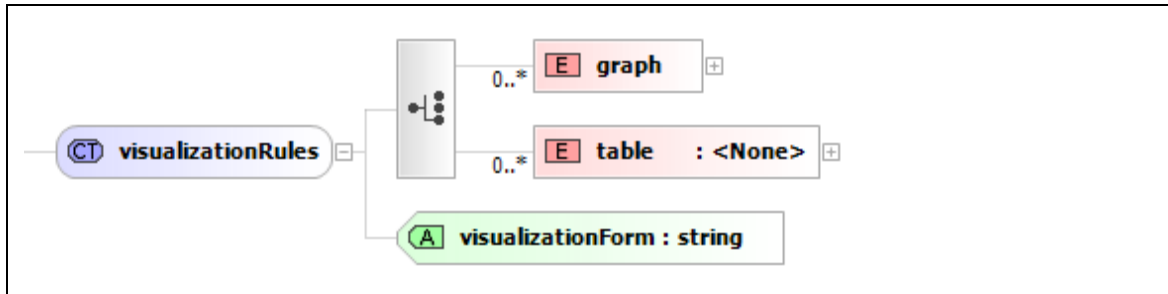 E graph
0..*
CT visualizationRules
E table : <None>
0..*
A visualizationForm : string